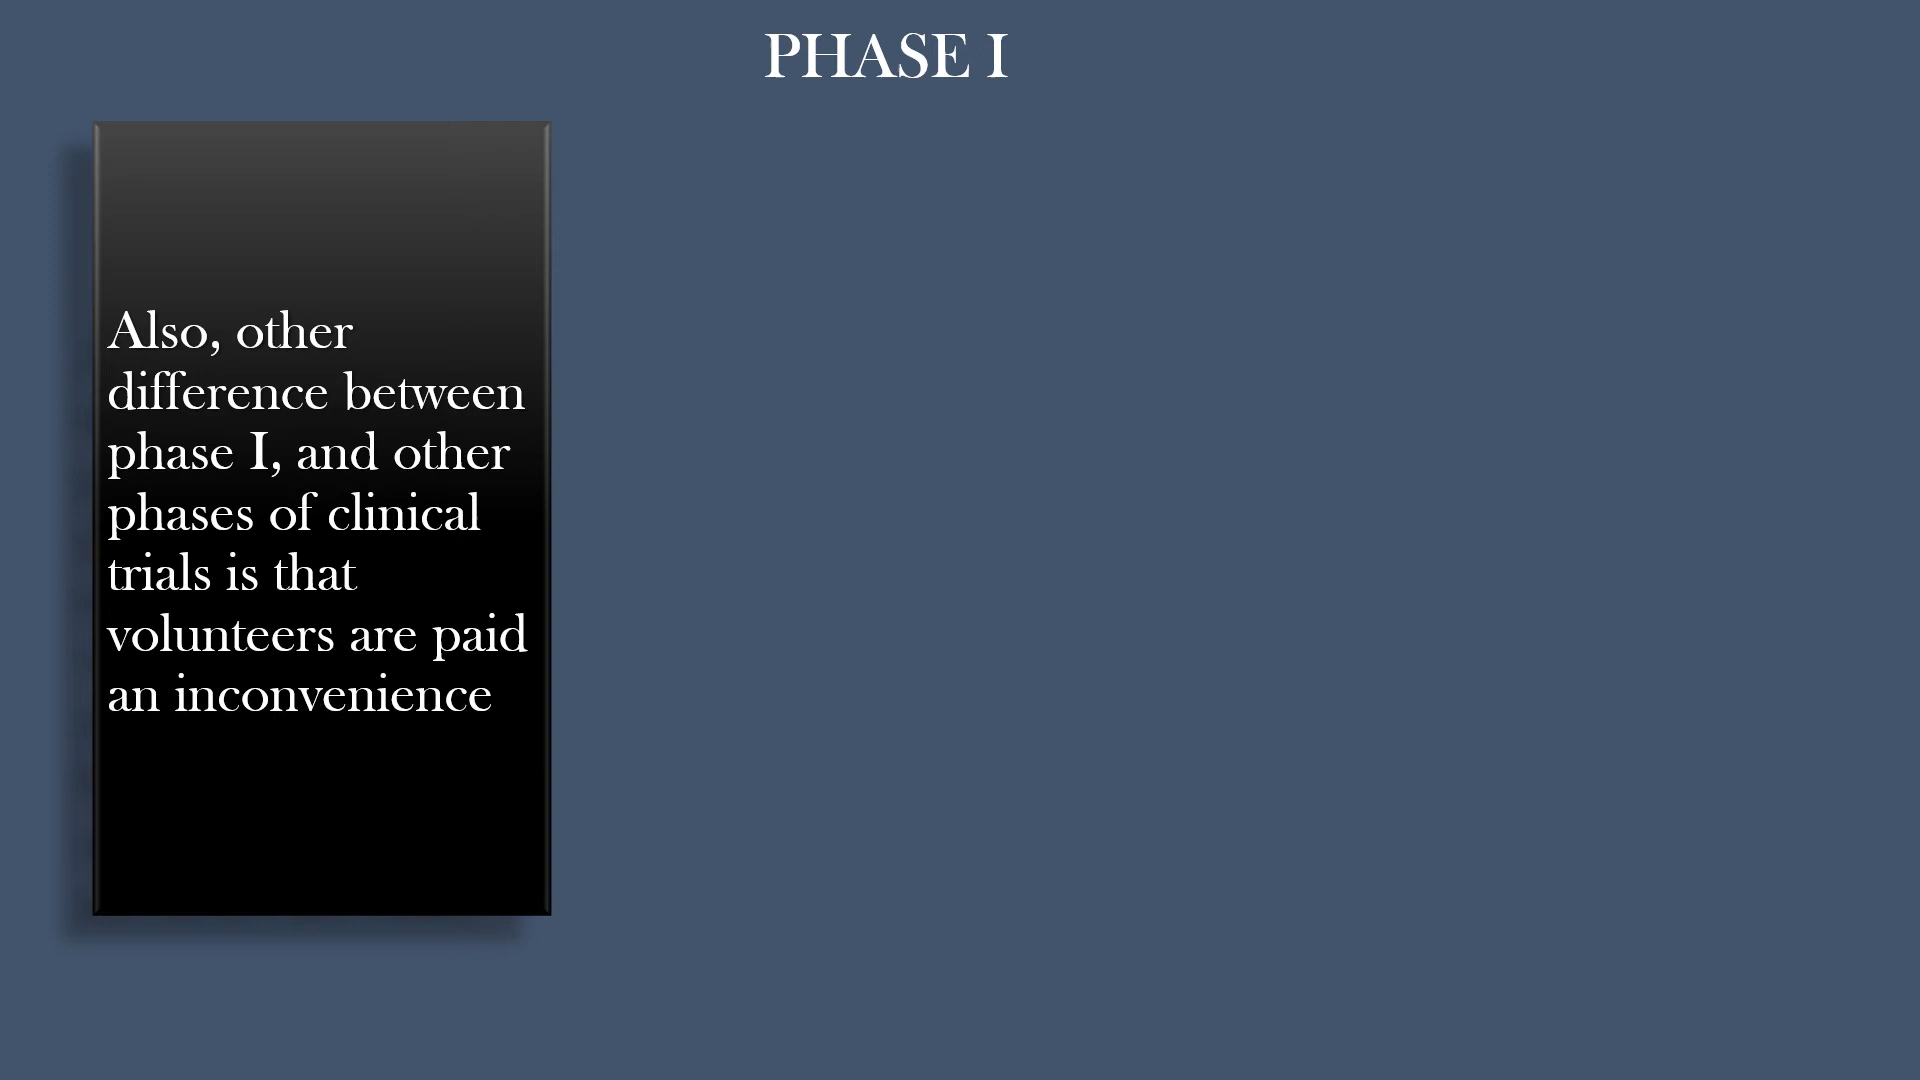 PHASE I
Also, other
difference between
phase I, and other
phases of clinical
trials is that
volunteers are paid
an inconvenience